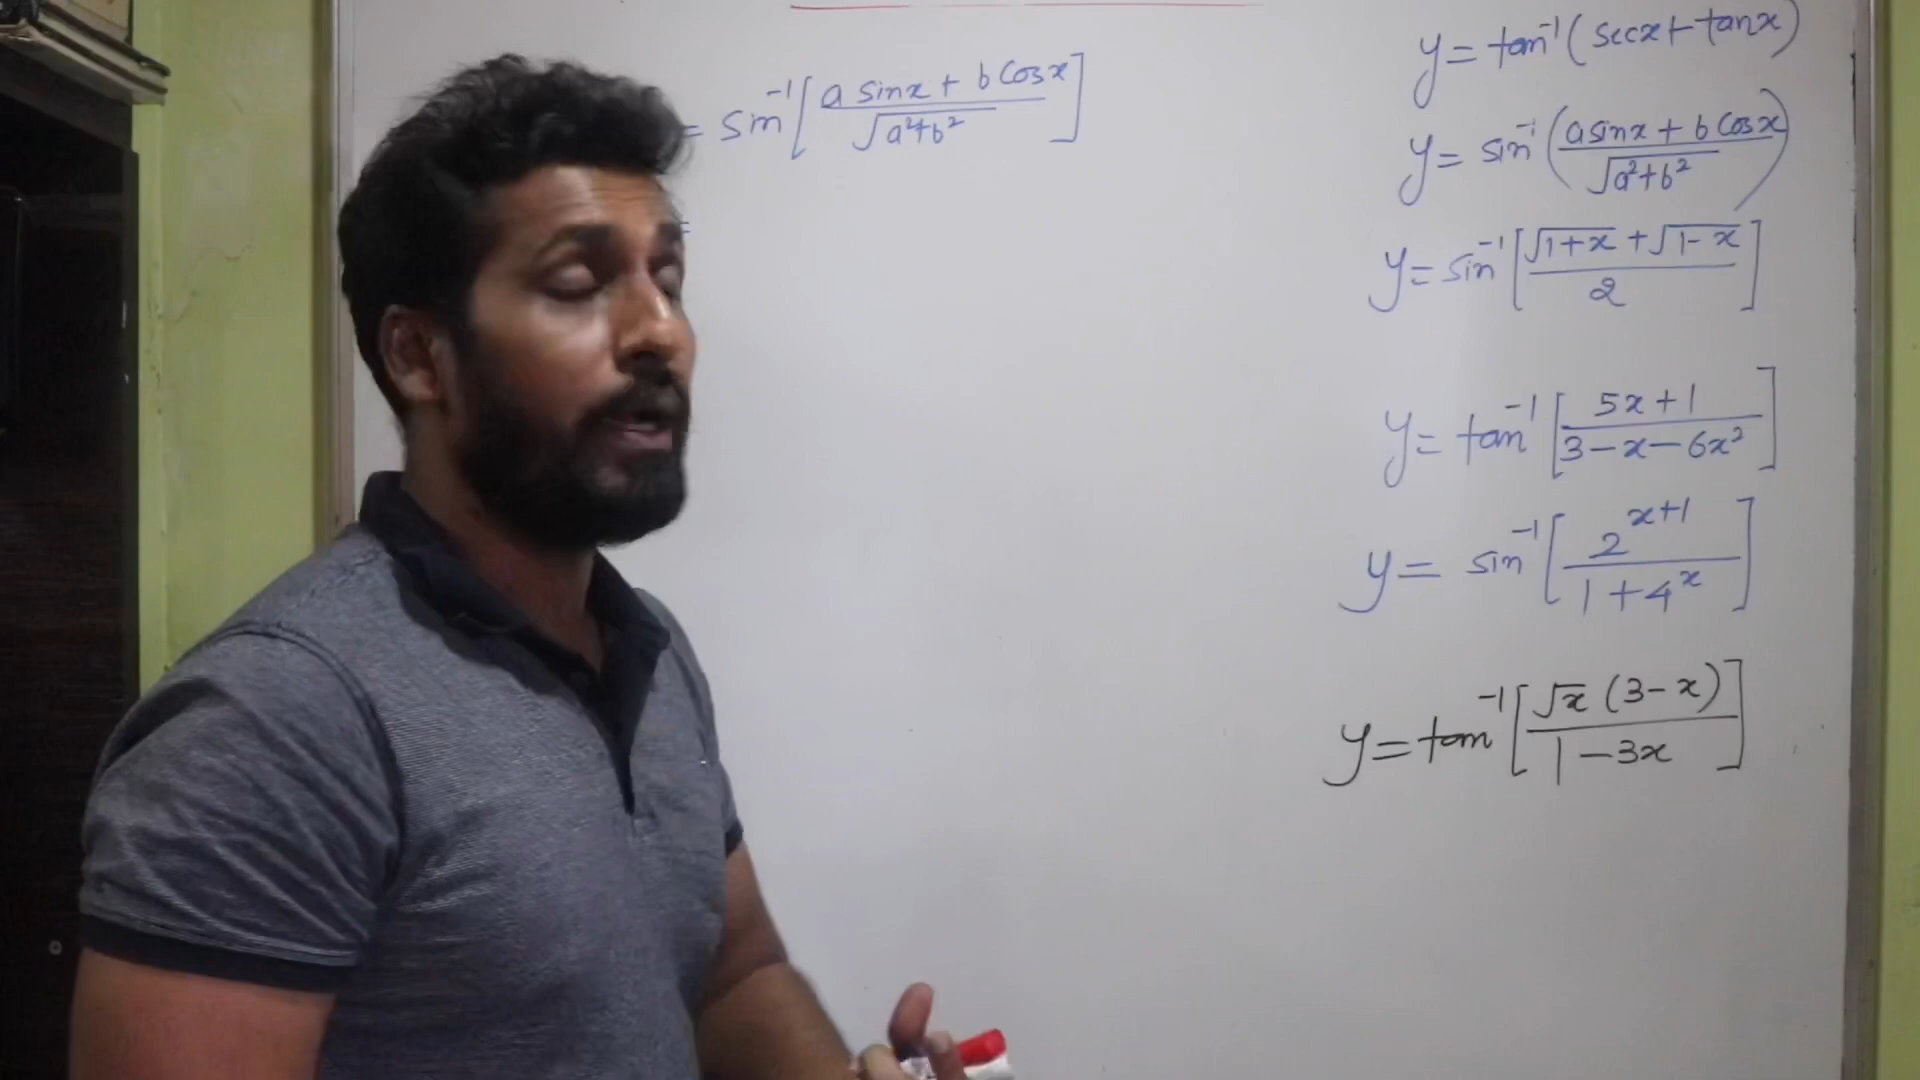 = sin⁻¹[a sinx + b cosx / √a²+b²]
=
y = tan⁻¹(secx + tanx)
y = sin⁻¹(a sinx + b cosx / √a²+b²)
y = sin⁻¹[√1+x + √1-x / 2]
y = tan⁻¹[5x+1 / 3-x-6x²]
y = sin⁻¹[2^x+1 / 1+4^x]
y = tan⁻¹[√x (3-x) / 1-3x]